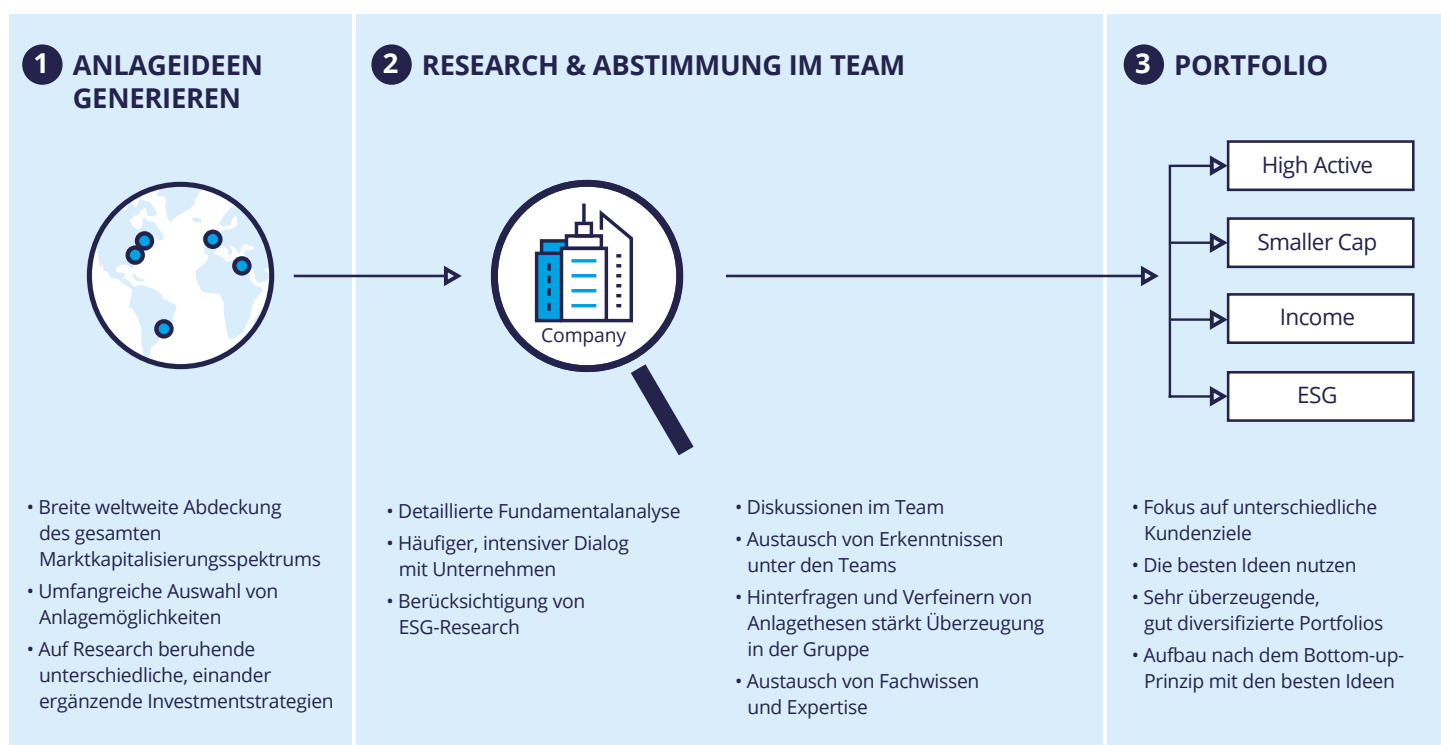 1 ANLAGEIDEEN
GENERIEREN
• Breite weltweite Abdeckung
des gesamten
Marktkapitalisierungsspektrums
• Umfangreiche Auswahl von
Anlagemöglichkeiten
• Auf Research beruhende
unterschiedliche, einander
ergänzende Investmentstrategien
2 RESEARCH & ABSTIMMUNG IM TEAM
Company
• Detaillierte Fundamentalanalyse
• Häufiger, intensiver Dialog
mit Unternehmen
• Berücksichtigung von
ESG-Research
• Diskussionen im Team
• Austausch von Erkenntnissen
unter den Teams
• Hinterfragen und Verfeinern von
Anlagethesen stärkt Überzeugung
in der Gruppe
• Austausch von Fachwissen
und Expertise
3 PORTFOLIO
High Active
Smaller Cap
Income
ESG
• Fokus auf unterschiedliche
Kundenziele
• Die besten Ideen nutzen
• Sehr überzeugende,
gut diversifizierte Portfolios
• Aufbau nach dem Bottom-up-
Prinzip mit den besten Ideen